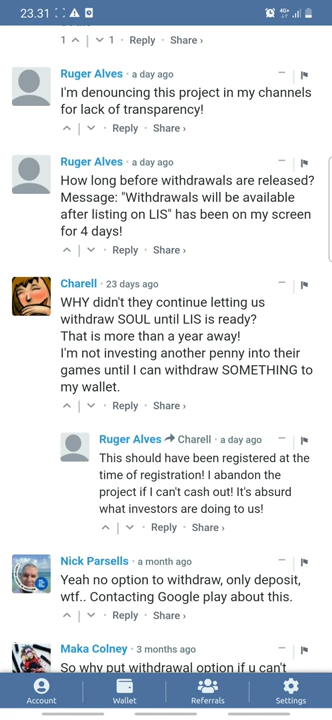 23.31
4G+
1 ∧ | ∨ 1 · Reply · Share ›
Ruger Alves · a day ago
I'm denouncing this project in my channels
for lack of transparency!
∧ | ∨ · Reply · Share ›
Ruger Alves · a day ago
How long before withdrawals are released?
Message: "Withdrawals will be available
after listing on LIS" has been on my screen
for 4 days!
∧ | ∨ · Reply · Share ›
Charell · 23 days ago
WHY didn't they continue letting us
withdraw SOUL until LIS is ready?
That is more than a year away!
I'm not investing another penny into their
games until I can withdraw SOMETHING to
my wallet.
∧ | ∨ · Reply · Share ›
Ruger Alves → Charell · a day ago
This should have been registered at the
time of registration! I abandon the
project if I can't cash out! It's absurd
what investors are doing to us!
∧ | ∨ · Reply · Share ›
Nick Parsells · a month ago
Yeah no option to withdraw, only deposit,
wtf.. Contacting Google play about this.
∧ | ∨ · Reply · Share ›
Maka Colney · 3 months ago
So why put withdrawal option if u can't
Account Wallet Referrals Settings